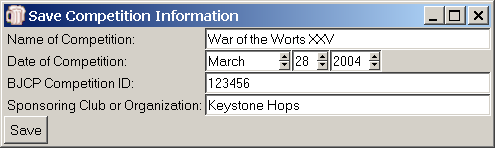 Save Competition Information
Name of Competition: War of the Worts XXV
Date of Competition: March 28 2004
BJCP Competition ID: 123456
Sponsoring Club or Organization: Keystone Hops
Save